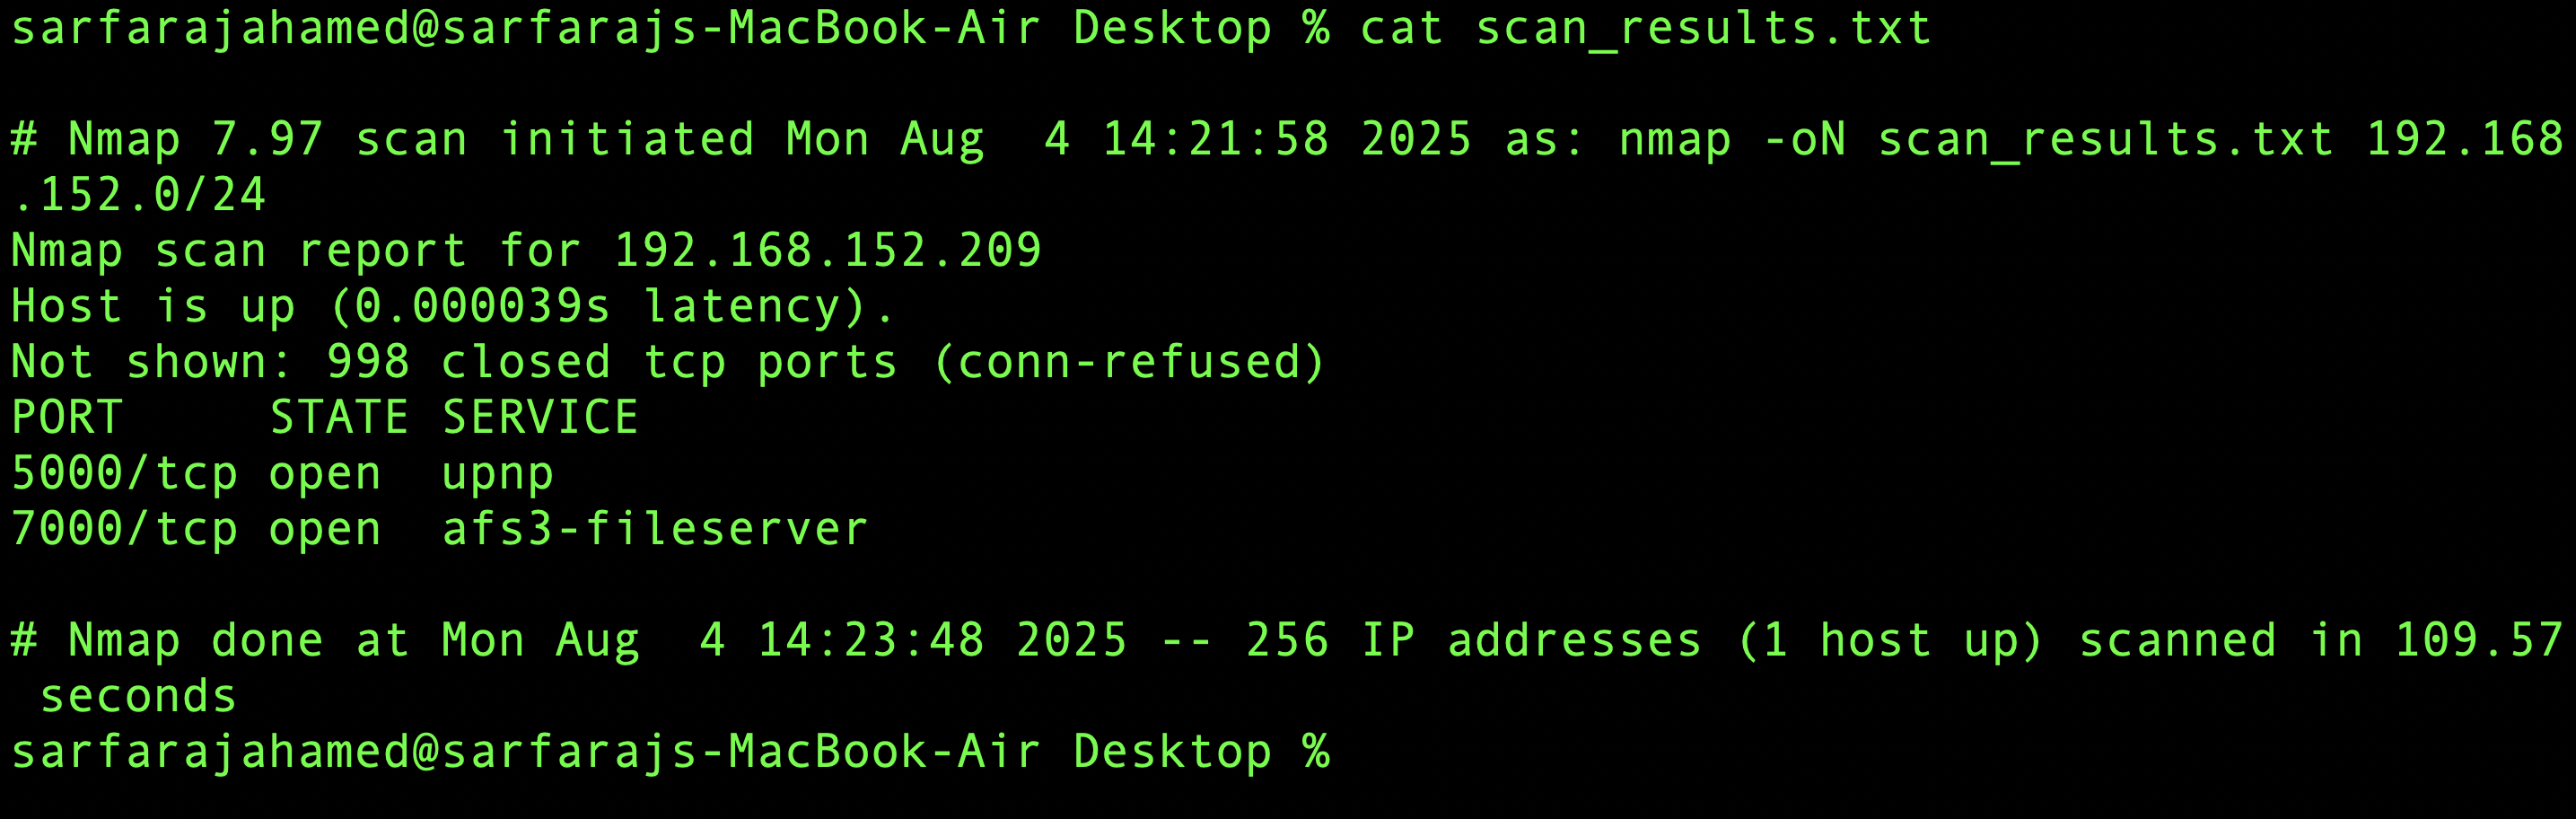 sarfarajahamed@sarfarajs-MacBook-Air Desktop % cat scan_results.txt
# Nmap 7.97 scan initiated Mon Aug  4 14:21:58 2025 as: nmap -oN scan_results.txt 192.168
.152.0/24
Nmap scan report for 192.168.152.209
Host is up (0.000039s latency).
Not shown: 998 closed tcp ports (conn-refused)
PORT     STATE SERVICE
5000/tcp open  upnp
7000/tcp open  afs3-fileserver
# Nmap done at Mon Aug  4 14:23:48 2025 -- 256 IP addresses (1 host up) scanned in 109.57
 seconds
sarfarajahamed@sarfarajs-MacBook-Air Desktop %